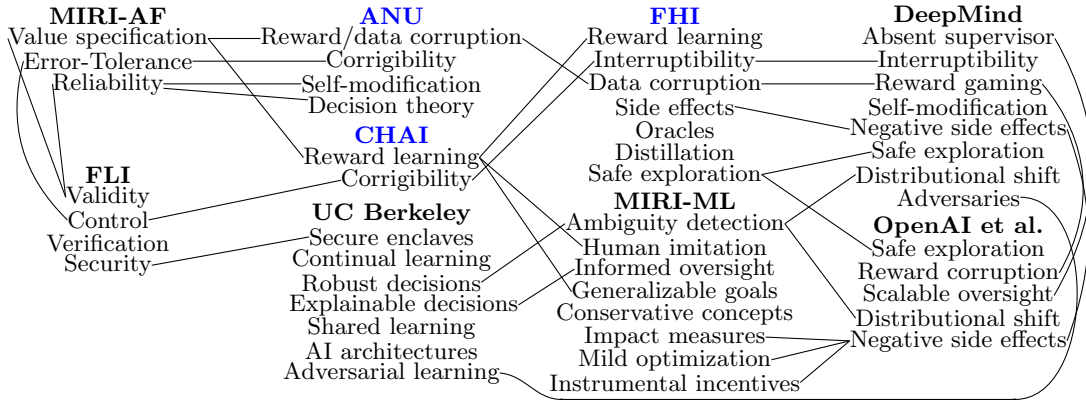 MIRI-AF
Value specification
Error-Tolerance
Reliability
FLI
Validity
Control
Verification
Security
ANU
Reward/data corruption
Corrigibility
Self-modification
Decision theory
CHAI
Reward learning
Corrigibility
UC Berkeley
Secure enclaves
Continual learning
Robust decisions
Explainable decisions
Shared learning
AI architectures
Adversarial learning
FHI
Reward learning
Interruptibility
Data corruption
Side effects
Oracles
Distillation
Safe exploration
MIRI-ML
Ambiguity detection
Human imitation
Informed oversight
Generalizable goals
Conservative concepts
Impact measures
Mild optimization
Instrumental incentives
DeepMind
Absent supervisor
Interruptibility
Reward gaming
Self-modification
Negative side effects
Safe exploration
Distributional shift
Adversaries
OpenAI et al.
Safe exploration
Reward corruption
Scalable oversight
Distributional shift
Negative side effects